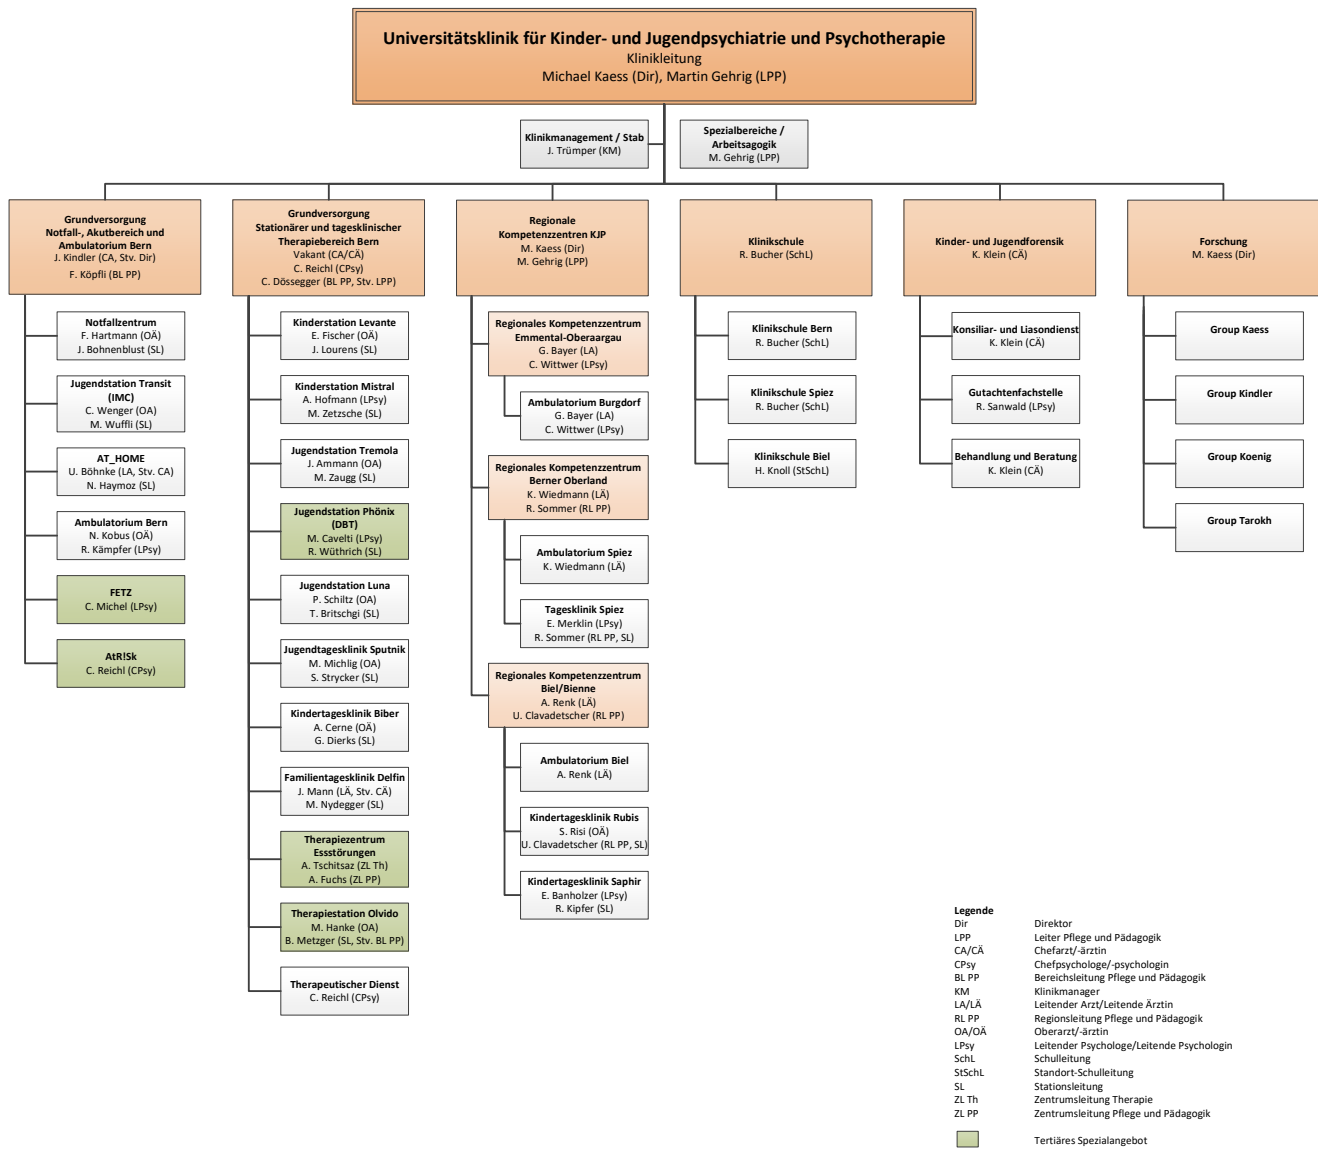 Universitätsklinik für Kinder- und Jugendpsychiatrie und Psychotherapie
Klinikleitung
Michael Kaess (Dir), Martin Gehrig (LPP)
Klinikmanagement / Stab
J. Trümper (KM)
Spezialbereiche /
Arbeitsagogik
M. Gehrig (LPP)
Grundversorgung
Notfall-, Akutbereich und
Ambulatorium Bern
J. Kindler (CA, Stv. Dir)
F. Köpfli (BL PP)
Notfallzentrum
F. Hartmann (OÄ)
J. Bohnenblust (SL)
Jugendstation Transit
(IMC)
C. Wenger (OA)
M. Wuffli (SL)
AT_HOME
U. Böhnke (LA, Stv. CA)
N. Haymoz (SL)
Ambulatorium Bern
N. Kobus (OÄ)
R. Kämpfer (LPsy)
FETZ
C. Michel (LPsy)
AtR!Sk
C. Reichl (CPsy)
Grundversorgung
Stationärer und tagesklinischer
Therapiebereich Bern
Vakant (CA/CÄ)
C. Reichl (CPsy)
C. Dössegger (BL PP, Stv. LPP)
Kinderstation Levante
E. Fischer (OÄ)
J. Lourens (SL)
Kinderstation Mistral
A. Hofmann (LPsy)
M. Zetzsche (SL)
Jugendstation Tremola
J. Ammann (OA)
M. Zaugg (SL)
Jugendstation Phönix
(DBT)
M. Cavelti (LPsy)
R. Wüthrich (SL)
Jugendstation Luna
P. Schiltz (OA)
T. Britschgi (SL)
Jugendtagesklinik Sputnik
M. Michlig (OA)
S. Strycker (SL)
Kindertagesklinik Biber
A. Cerne (OÄ)
G. Dierks (SL)
Familientagesklinik Delfin
J. Mann (LÄ, Stv. CÄ)
M. Nydegger (SL)
Therapiezentrum
Essstörungen
A. Tschitsaz (ZL Th)
A. Fuchs (ZL PP)
Therapiestation Olvido
M. Hanke (OA)
B. Metzger (SL, Stv. BL PP)
Therapeutischer Dienst
C. Reichl (CPsy)
Regionale
Kompetenzzentren KJP
M. Kaess (Dir)
M. Gehrig (LPP)
Regionales Kompetenzzentrum
Emmental-Oberaargau
G. Bayer (LA)
C. Wittwer (LPsy)
Ambulatorium Burgdorf
G. Bayer (LA)
C. Wittwer (LPsy)
Regionales Kompetenzzentrum
Berner Oberland
K. Wiedmann (LÄ)
R. Sommer (RL PP)
Ambulatorium Spiez
K. Wiedmann (LÄ)
Tagesklinik Spiez
E. Merklin (LPsy)
R. Sommer (RL PP, SL)
Regionales Kompetenzzentrum
Biel/Bienne
A. Renk (LÄ)
U. Clavadetscher (RL PP)
Ambulatorium Biel
A. Renk (LÄ)
Kindertagesklinik Rubis
S. Risi (OÄ)
U. Clavadetscher (RL PP, SL)
Kindertagesklinik Saphir
E. Banholzer (LPsy)
R. Kipfer (SL)
Klinikschule
R. Bucher (SchL)
Klinikschule Bern
R. Bucher (SchL)
Klinikschule Spiez
R. Bucher (SchL)
Klinikschule Biel
H. Knoll (StSchL)
Kinder- und Jugendforensik
K. Klein (CÄ)
Konsiliar- und Liasondienst
K. Klein (CÄ)
Gutachtenfachstelle
R. Sanwald (LPsy)
Behandlung und Beratung
K. Klein (CÄ)
Forschung
M. Kaess (Dir)
Group Kaess
Group Kindler
Group Koenig
Group Tarokh
Legende
Dir Direktor
LPP Leiter Pflege und Pädagogik
CA/CÄ Chefarzt/-ärztin
CPsy Chefpsychologe/-psychologin
BL PP Bereichsleitung Pflege und Pädagogik
KM Klinikmanager
LA/LÄ Leitender Arzt/Leitende Ärztin
RL PP Regionsleitung Pflege und Pädagogik
OA/OÄ Oberarzt/-ärztin
LPsy Leitender Psychologe/Leitende Psychologin
SchL Schulleitung
StSchL Standort-Schulleitung
SL Stationsleitung
ZL Th Zentrumsleitung Therapie
ZL PP Zentrumsleitung Pflege und Pädagogik
Tertiäres Spezialangebot